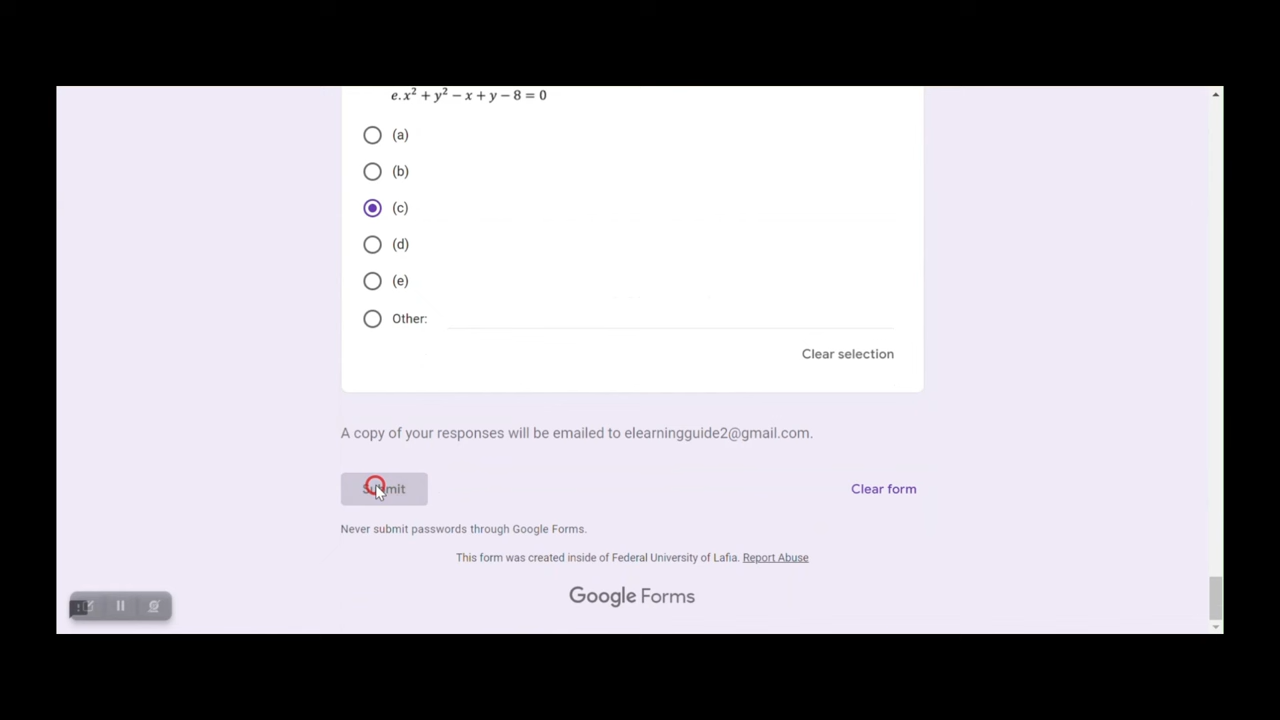 e. x² + y² − x + y − 8 = 0
(a)
(b)
(c)
(d)
(e)
Other:
Clear selection
A copy of your responses will be emailed to elearningguide2@gmail.com.
Submit
Clear form
Never submit passwords through Google Forms.
This form was created inside of Federal University of Lafia. Report Abuse
Google Forms